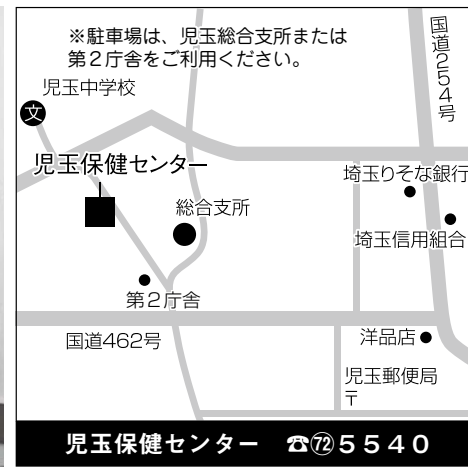 ※駐車場は、児玉総合支所または
第2庁舎をご利用ください。
国道254号
児玉中学校
文
児玉保健センター
埼玉りそな銀行
総合支所
埼玉信用組合
第2庁舎
国道462号
洋品店
児玉郵便局
〒
児玉保健センター ☎72５５４０